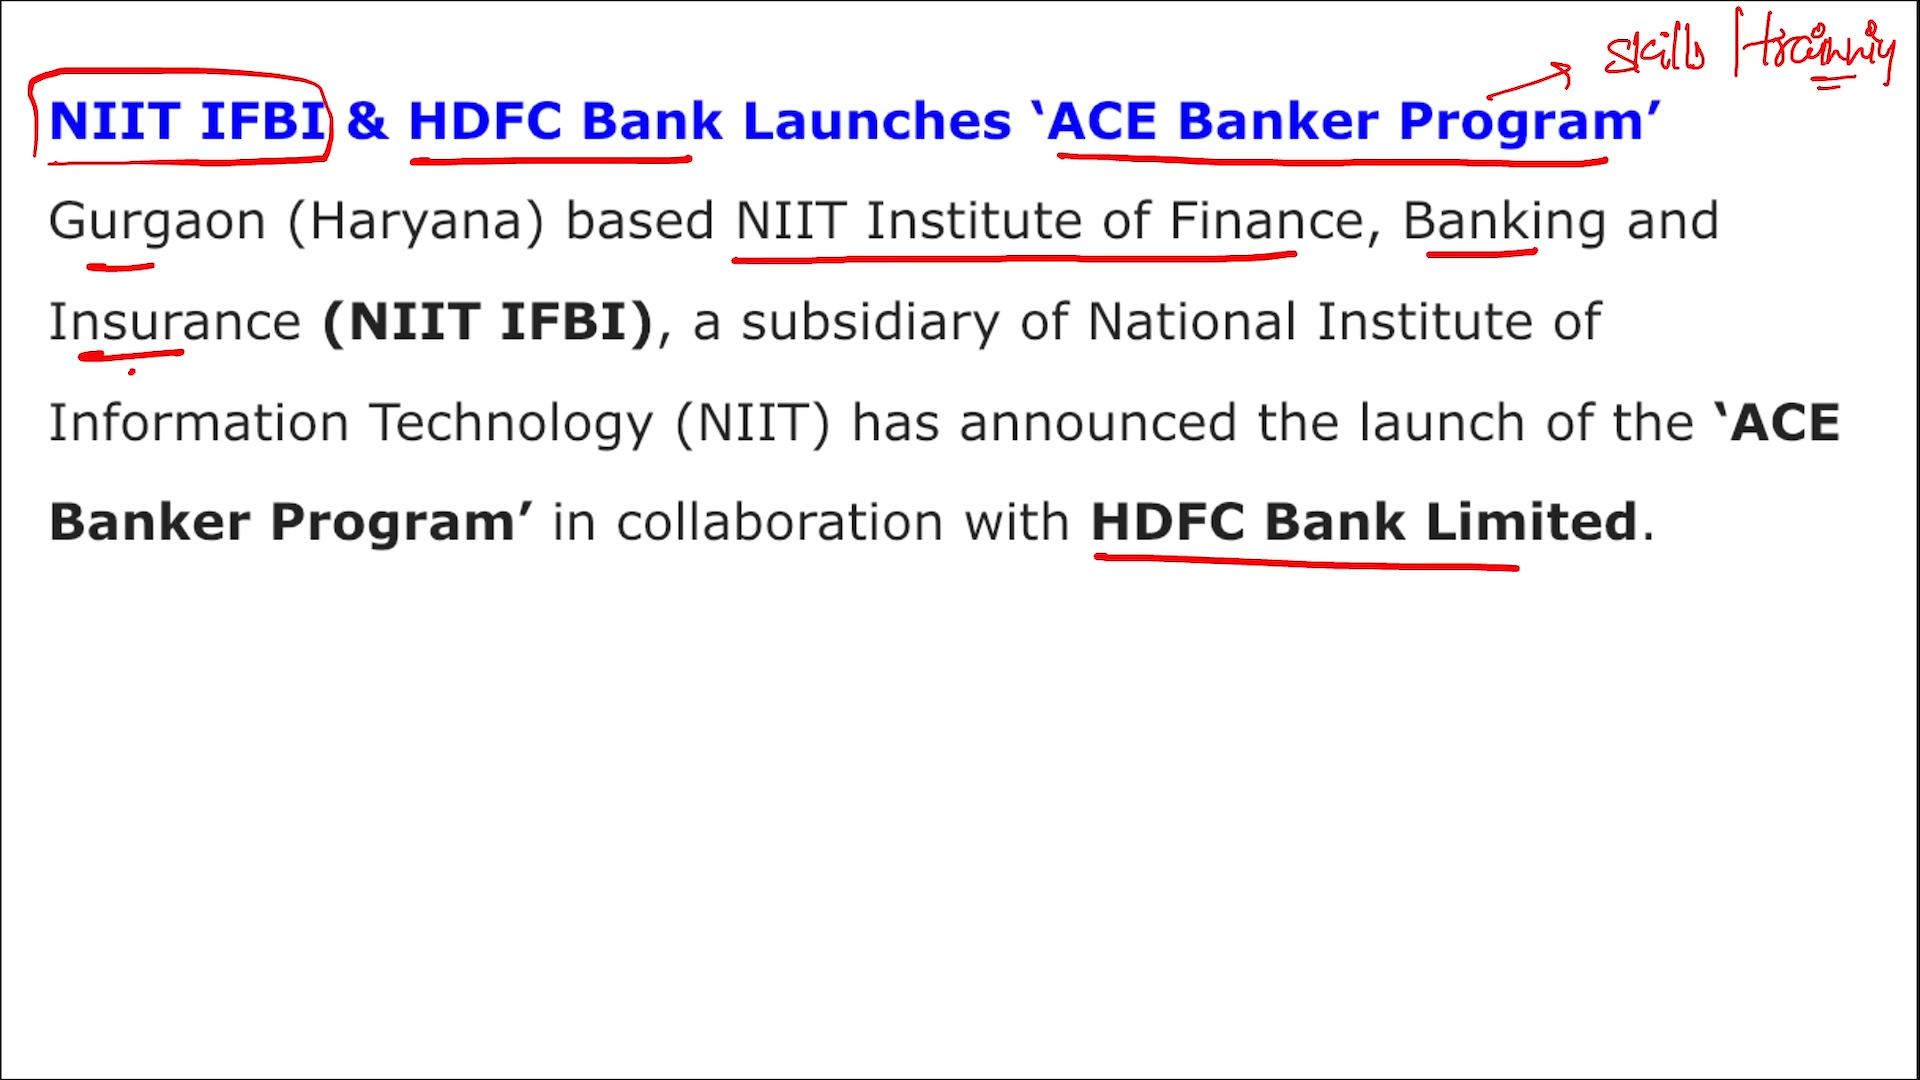 skills | training
NIIT IFBI & HDFC Bank Launches ‘ACE Banker Program’
Gurgaon (Haryana) based NIIT Institute of Finance, Banking and
Insurance (NIIT IFBI), a subsidiary of National Institute of
Information Technology (NIIT) has announced the launch of the ‘ACE
Banker Program’ in collaboration with HDFC Bank Limited.